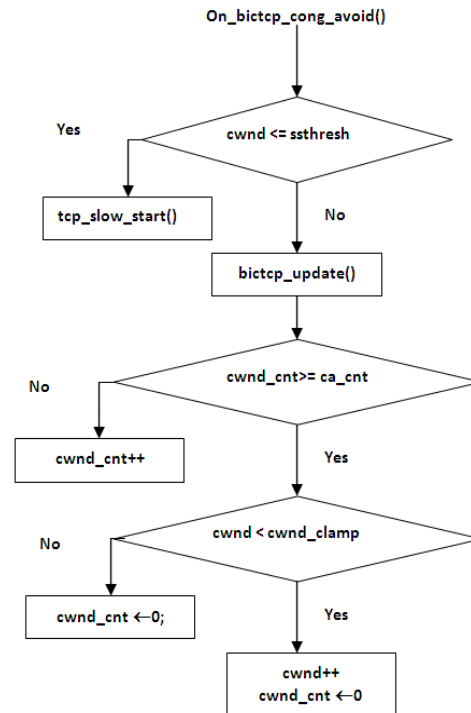 On_bictcp_cong_avoid()
Yes
cwnd <= ssthresh
tcp_slow_start()
No
bictcp_update()
cwnd_cnt>= ca_cnt
No
cwnd_cnt++
Yes
cwnd < cwnd_clamp
No
cwnd_cnt ←0;
Yes
cwnd++
cwnd_cnt ←0